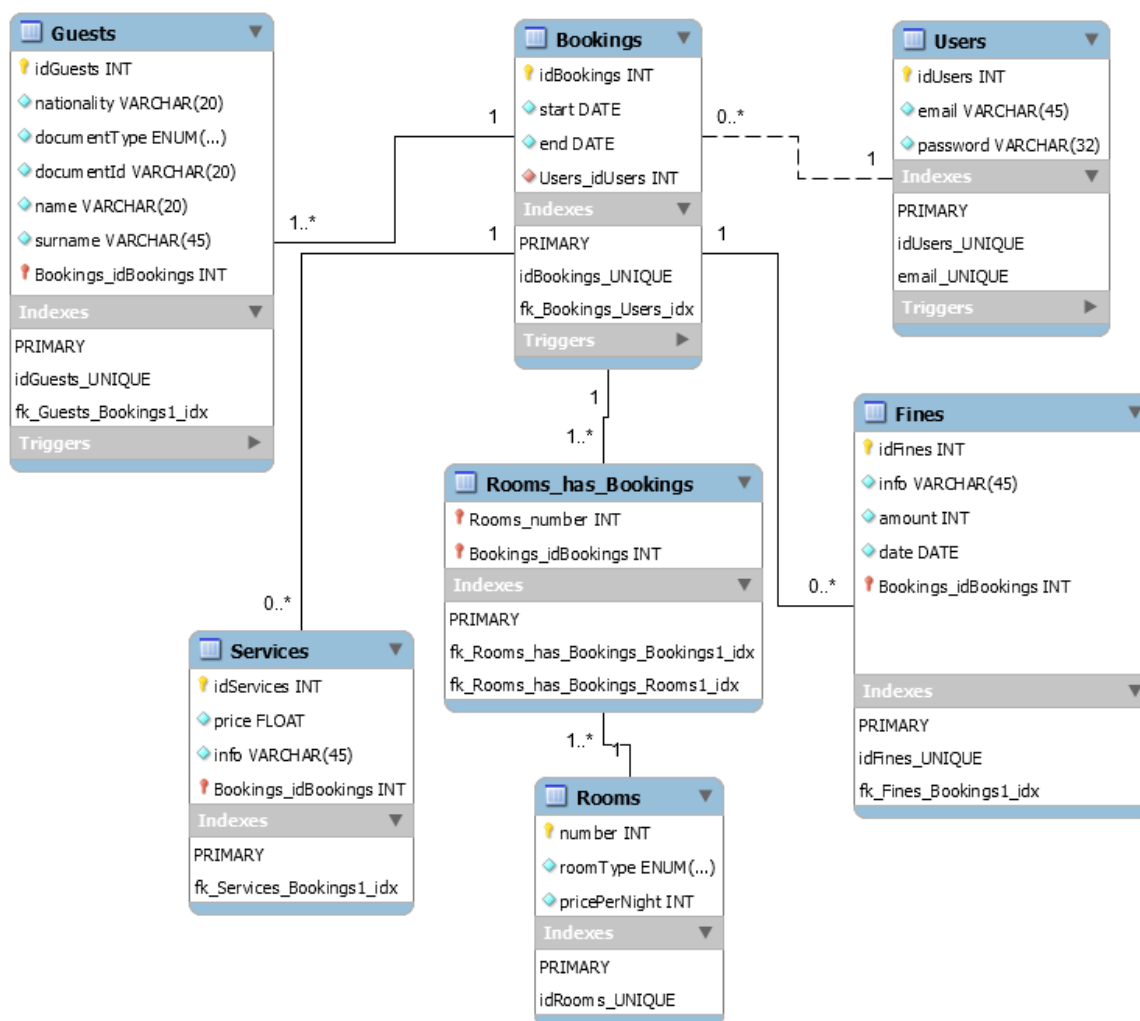 Guests
idGuests INT
nationality VARCHAR(20)
documentType ENUM(...)
documentId VARCHAR(20)
name VARCHAR(20)
surname VARCHAR(45)
Bookings_idBookings INT
Indexes
PRIMARY
idGuests_UNIQUE
fk_Guests_Bookings1_idx
Triggers
1
1..*
Bookings
idBookings INT
start DATE
end DATE
Users_idUsers INT
Indexes
PRIMARY
idBookings_UNIQUE
fk_Bookings_Users_idx
Triggers
0..*
1
Users
idUsers INT
email VARCHAR(45)
password VARCHAR(32)
Indexes
PRIMARY
idUsers_UNIQUE
email_UNIQUE
Triggers
1
0..*
1
0..*
1
1..*
Services
idServices INT
price FLOAT
info VARCHAR(45)
Bookings_idBookings INT
Indexes
PRIMARY
fk_Services_Bookings1_idx
Rooms_has_Bookings
Rooms_number INT
Bookings_idBookings INT
Indexes
PRIMARY
fk_Rooms_has_Bookings_Bookings1_idx
fk_Rooms_has_Bookings_Rooms1_idx
1..*
1
Rooms
number INT
roomType ENUM(...)
pricePerNight INT
Indexes
PRIMARY
idRooms_UNIQUE
Fines
idFines INT
info VARCHAR(45)
amount INT
date DATE
Bookings_idBookings INT
Indexes
PRIMARY
idFines_UNIQUE
fk_Fines_Bookings1_idx